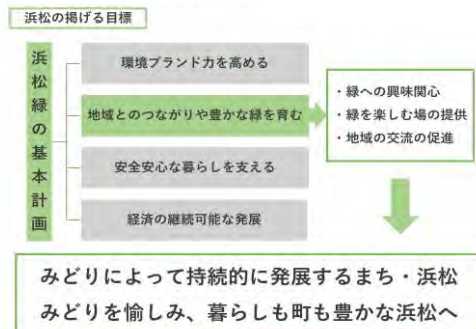 浜松の掲げる目標
浜松緑の基本計画
環境ブランド力を高める
地域とのつながりや豊かな緑を育む
安全安心な暮らしを支える
経済の継続可能な発展
・緑への興味関心
・緑を楽しむ場の提供
・地域の交流の促進
みどりによって持続的に発展するまち・浜松
みどりを愉しみ、暮らしも町も豊かな浜松へ